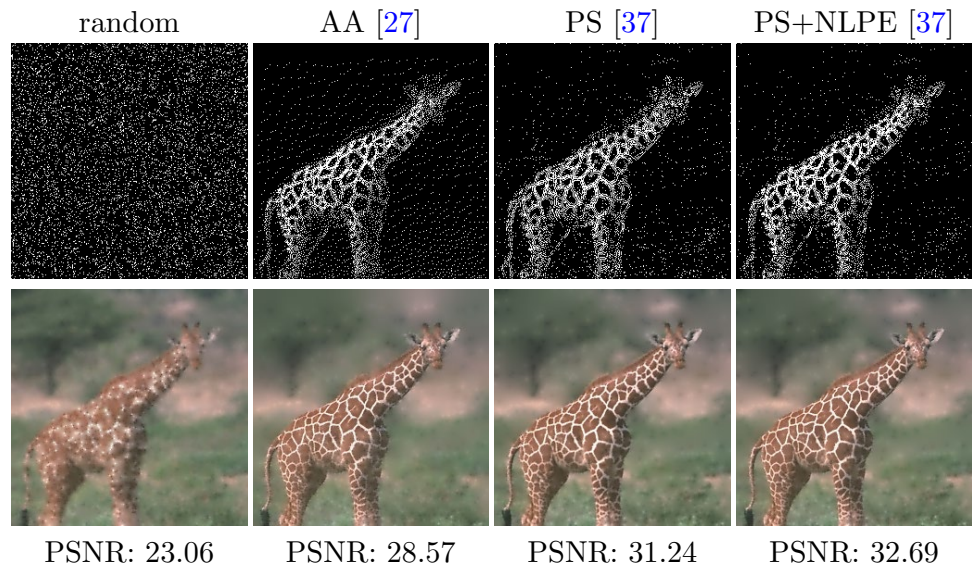 random AA [27] PS [37] PS+NLPE [37]
PSNR: 23.06 PSNR: 28.57 PSNR: 31.24 PSNR: 32.69